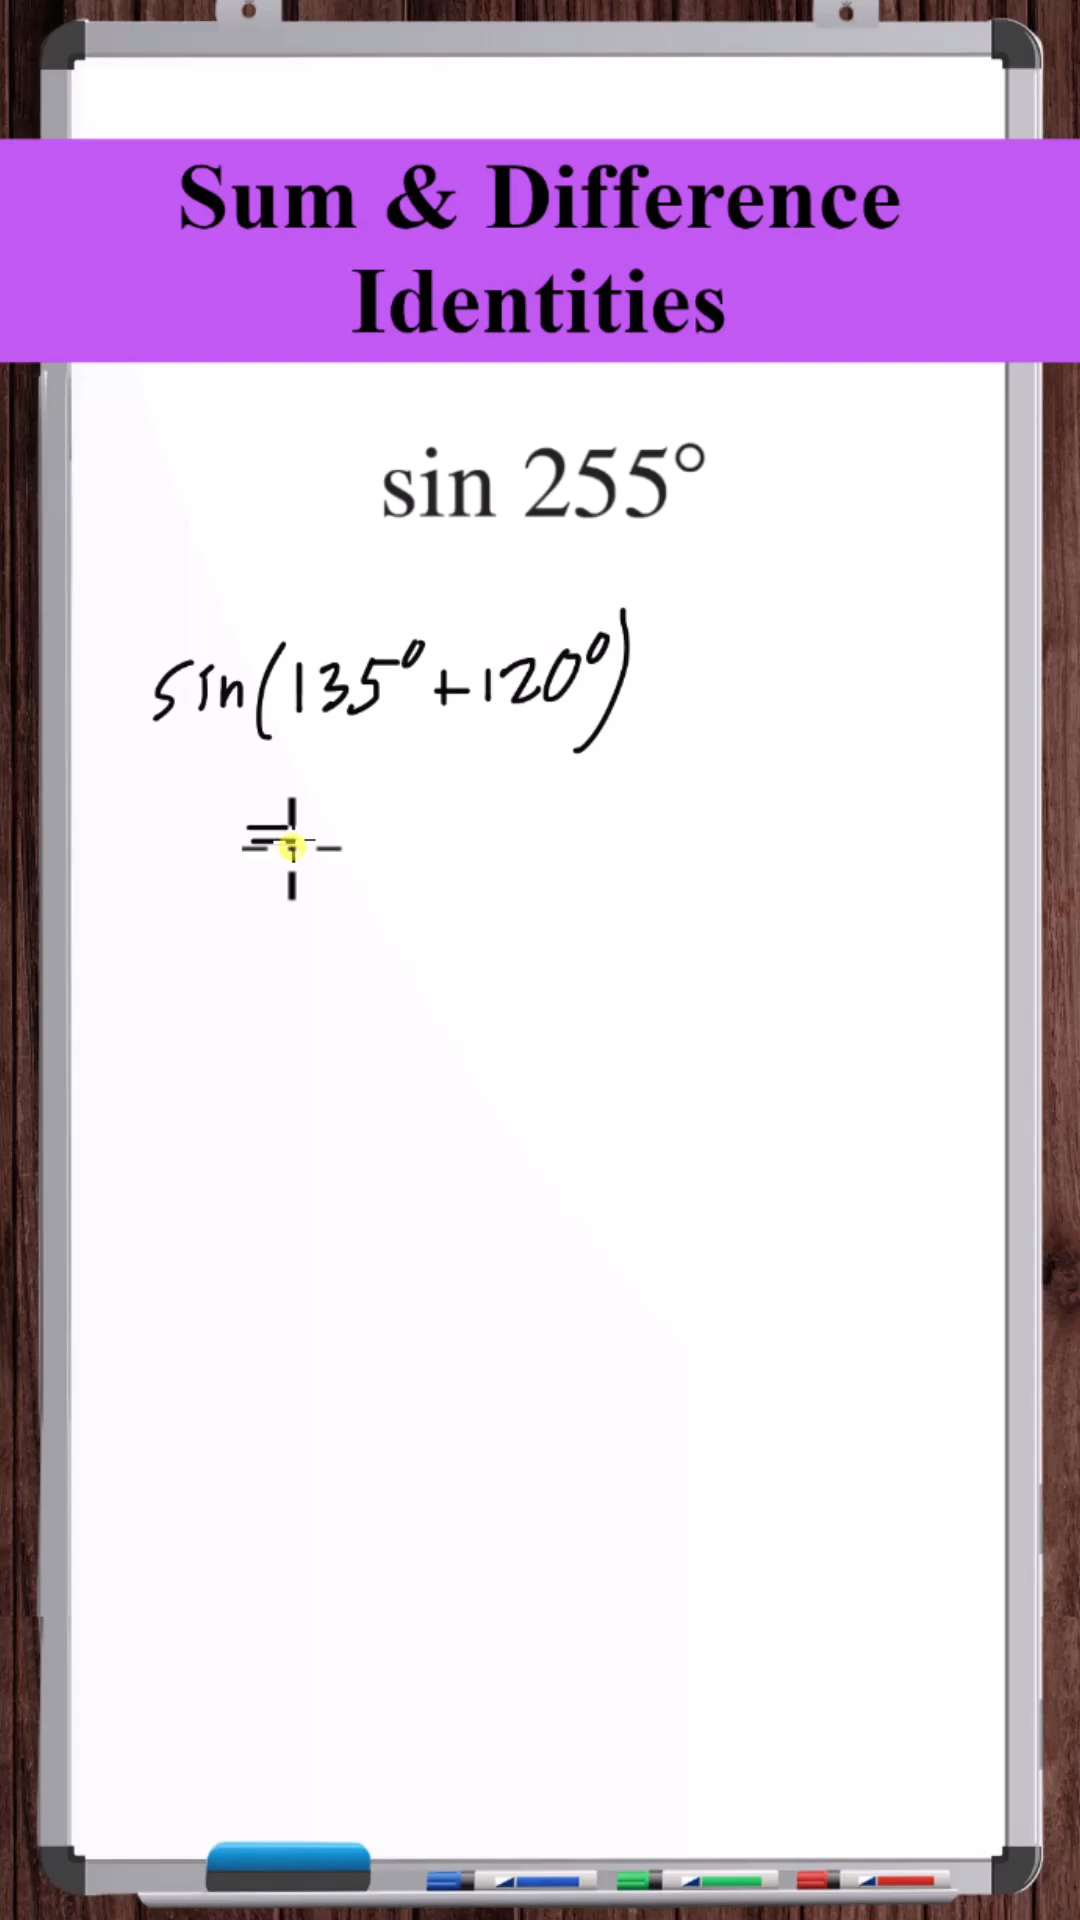 Sum & Difference
Identities
sin 255°
sin(135° + 120°)
=